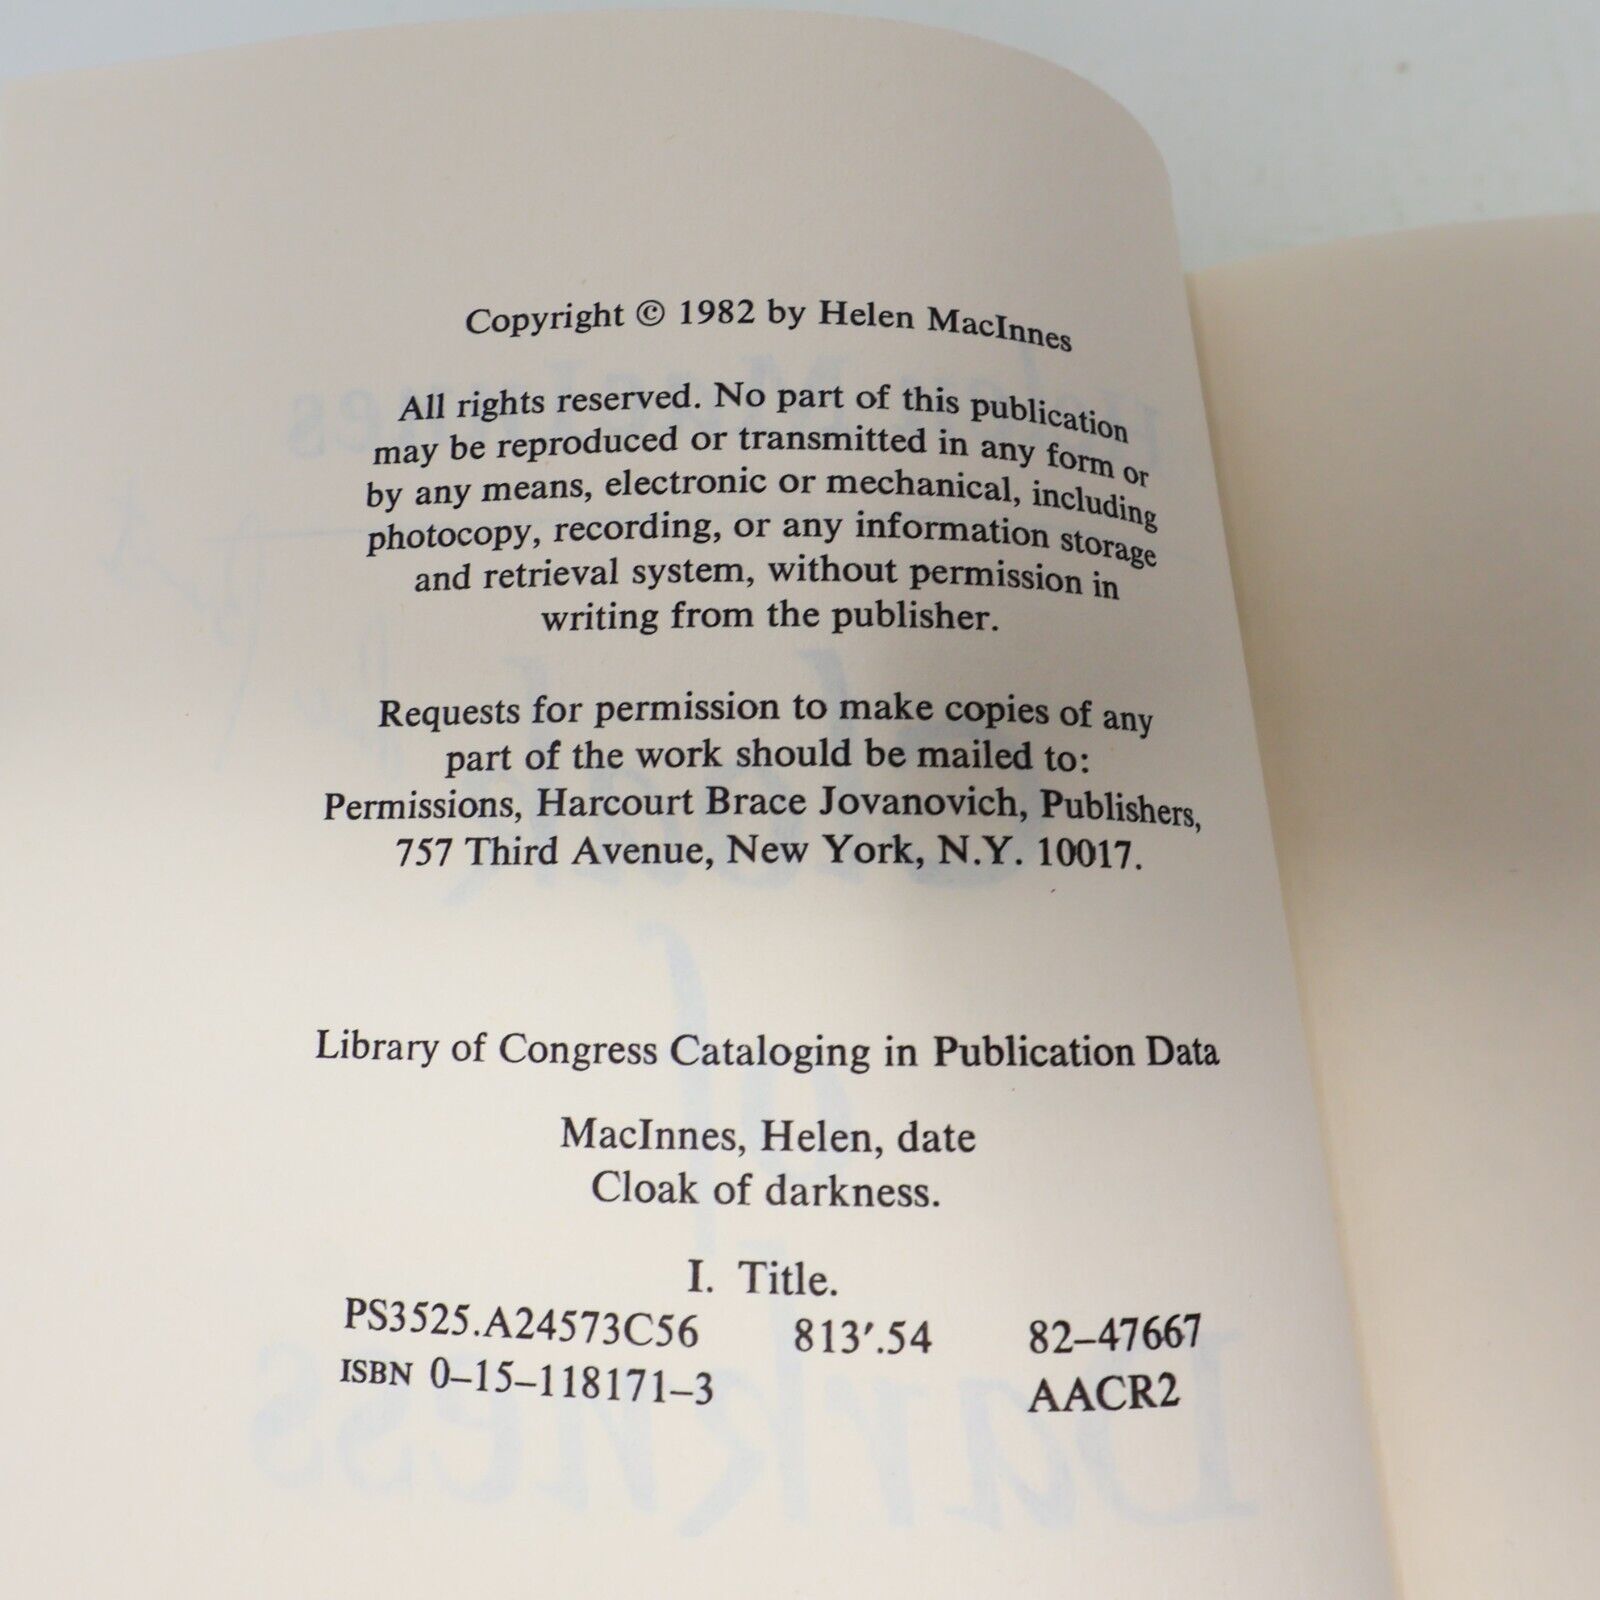 Copyright © 1982 by Helen MacInnes
All rights reserved. No part of this publication
may be reproduced or transmitted in any form or
by any means, electronic or mechanical, including
photocopy, recording, or any information storage
and retrieval system, without permission in
writing from the publisher.
Requests for permission to make copies of any
part of the work should be mailed to:
Permissions, Harcourt Brace Jovanovich, Publishers,
757 Third Avenue, New York, N.Y. 10017.
Library of Congress Cataloging in Publication Data
MacInnes, Helen, date
Cloak of darkness.
I. Title.
PS3525.A24573C56 813′.54 82–47667
ISBN 0–15–118171–3 AACR2